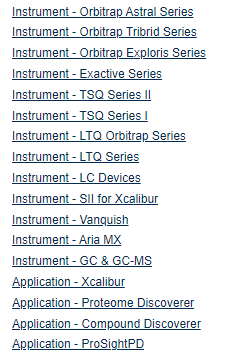 Instrument - Orbitrap Astral Series
Instrument - Orbitrap Tribrid Series
Instrument - Orbitrap Exploris Series
Instrument - Exactive Series
Instrument - TSQ Series II
Instrument - TSQ Series I
Instrument - LTQ Orbitrap Series
Instrument - LTQ Series
Instrument - LC Devices
Instrument - SII for Xcalibur
Instrument - Vanquish
Instrument - Aria MX
Instrument - GC & GC-MS
Application - Xcalibur
Application - Proteome Discoverer
Application - Compound Discoverer
Application - ProSightPD